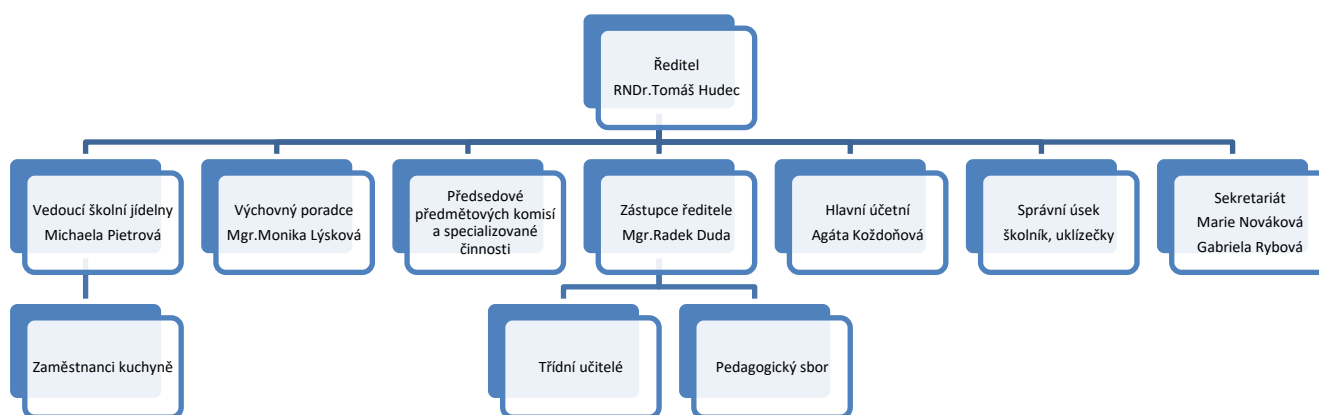 Ředitel
RNDr.Tomáš Hudec
Vedoucí školní jídelny
Michaela Pietrová
Výchovný poradce
Mgr.Monika Lýsková
Předsedové
předmětových komisí
a specializované
činnosti
Zástupce ředitele
Mgr.Radek Duda
Hlavní účetní
Agáta Koždoňová
Správní úsek
školník, uklízečky
Sekretariát
Marie Nováková
Gabriela Rybová
Zaměstnanci kuchyně
Třídní učitelé
Pedagogický sbor